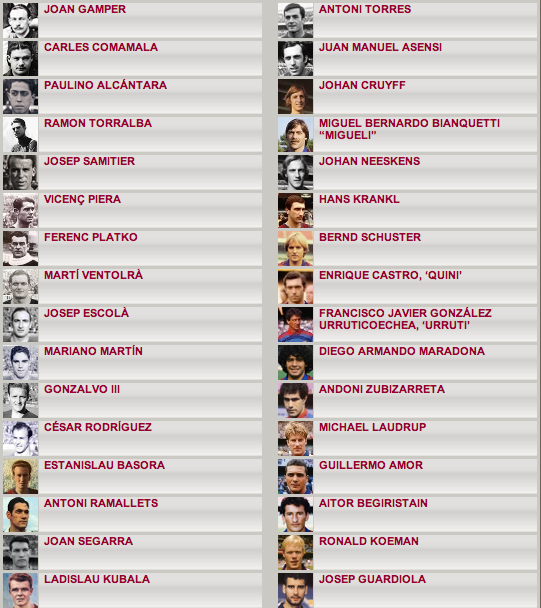 JOAN GAMPER
CARLES COMAMALA
PAULINO ALCÁNTARA
RAMON TORRALBA
JOSEP SAMITIER
VICENÇ PIERA
FERENC PLATKO
MARTÍ VENTOLRÀ
JOSEP ESCOLÀ
MARIANO MARTÍN
GONZALVO III
CÉSAR RODRÍGUEZ
ESTANISLAU BASORA
ANTONI RAMALLETS
JOAN SEGARRA
LADISLAU KUBALA
ANTONI TORRES
JUAN MANUEL ASENSI
JOHAN CRUYFF
MIGUEL BERNARDO BIANQUETTI
“MIGUELI”
JOHAN NEESKENS
HANS KRANKL
BERND SCHUSTER
ENRIQUE CASTRO, ‘QUINI’
FRANCISCO JAVIER GONZÁLEZ
URRUTICOECHEA, ‘URRUTI’
DIEGO ARMANDO MARADONA
ANDONI ZUBIZARRETA
MICHAEL LAUDRUP
GUILLERMO AMOR
AITOR BEGIRISTAIN
RONALD KOEMAN
JOSEP GUARDIOLA